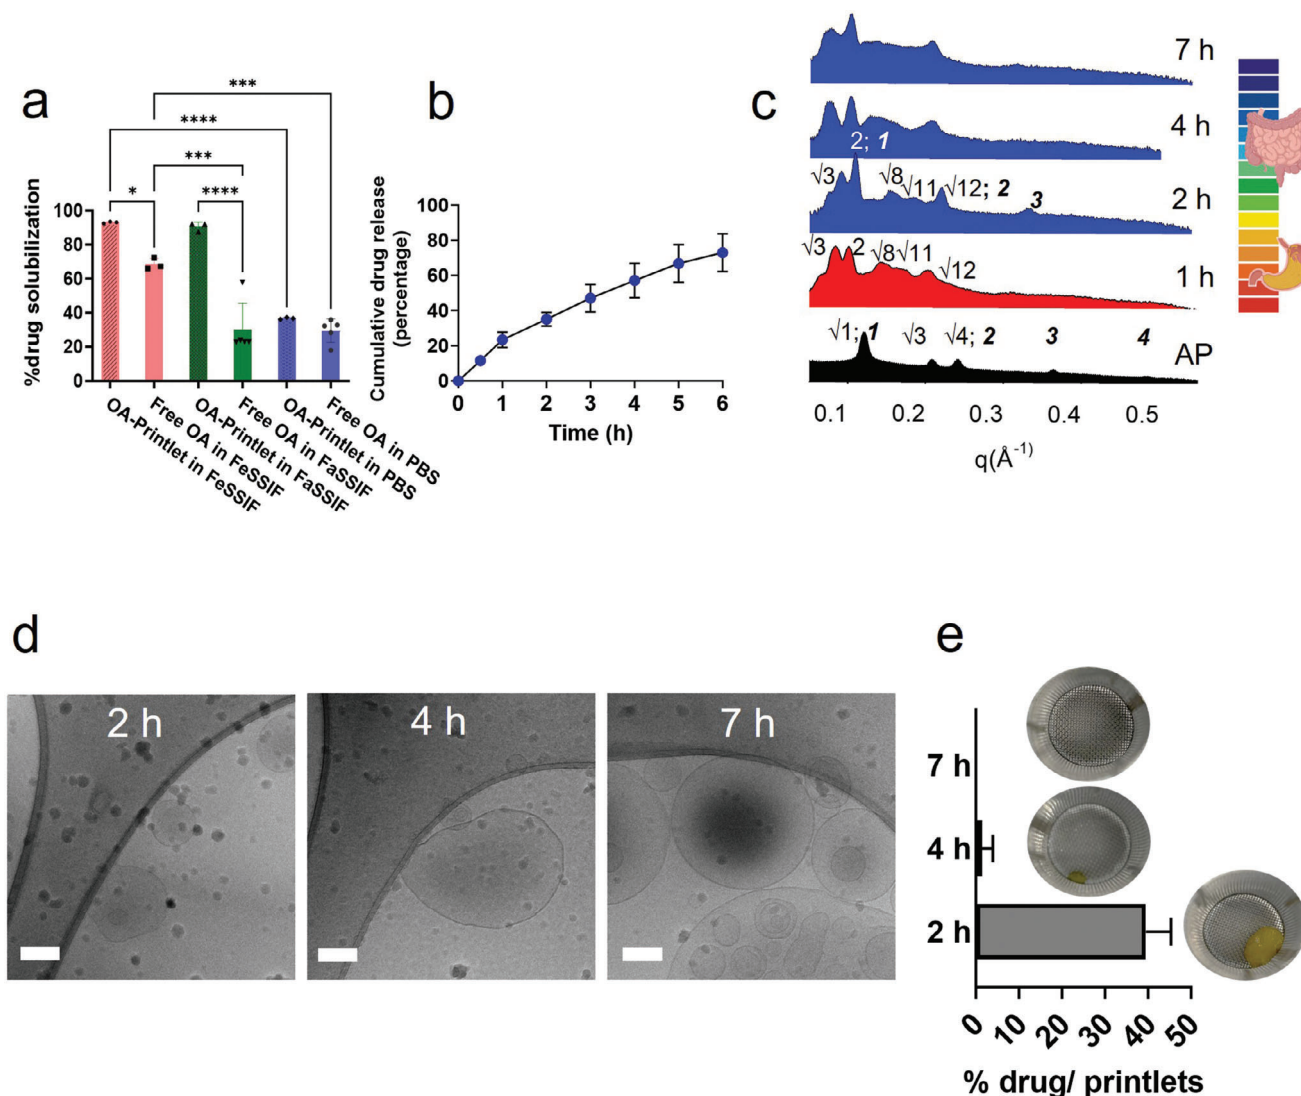 a
***
****
***
*
****
%drug solubilization
100
80
60
40
20
0
OA-Printlet in FeSSIF
Free OA in FeSSIF
OA-Printlet in FaSSIF
Free OA in FaSSIF
OA-Printlet in PBS
Free OA in PBS
b
Cumulative drug release
(percentage)
100
80
60
40
20
0
0 1 2 3 4 5 6
Time (h)
c
7 h
4 h
2; 1
√3 √8 √11 √12; 2 3
2 h
√3 2 √8 √11 √12
1 h
√1; 1 √3 √4; 2 3 4
AP
0.1 0.2 0.3 0.4 0.5
q(Å⁻¹)
d
2 h
4 h
7 h
e
7 h
4 h
2 h
0 10 20 30 40 50
% drug/ printlets